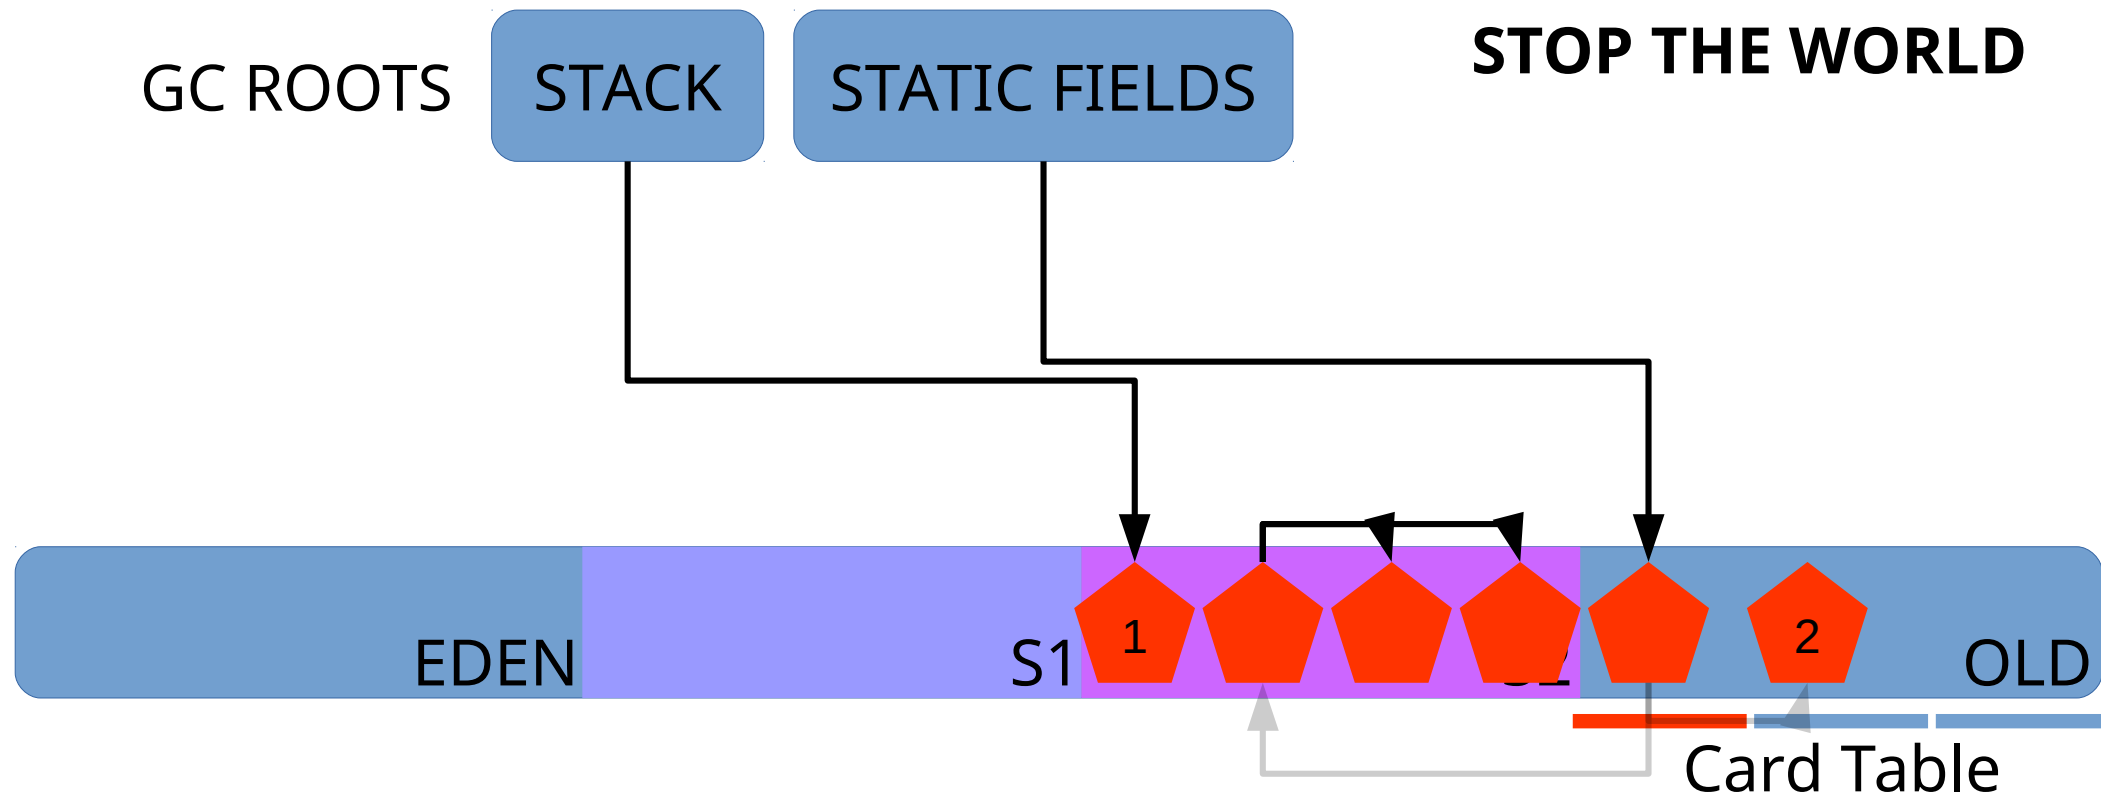 GC ROOTS
STACK
STATIC FIELDS
STOP THE WORLD
1
2
EDEN
S1
OLD
Card Table